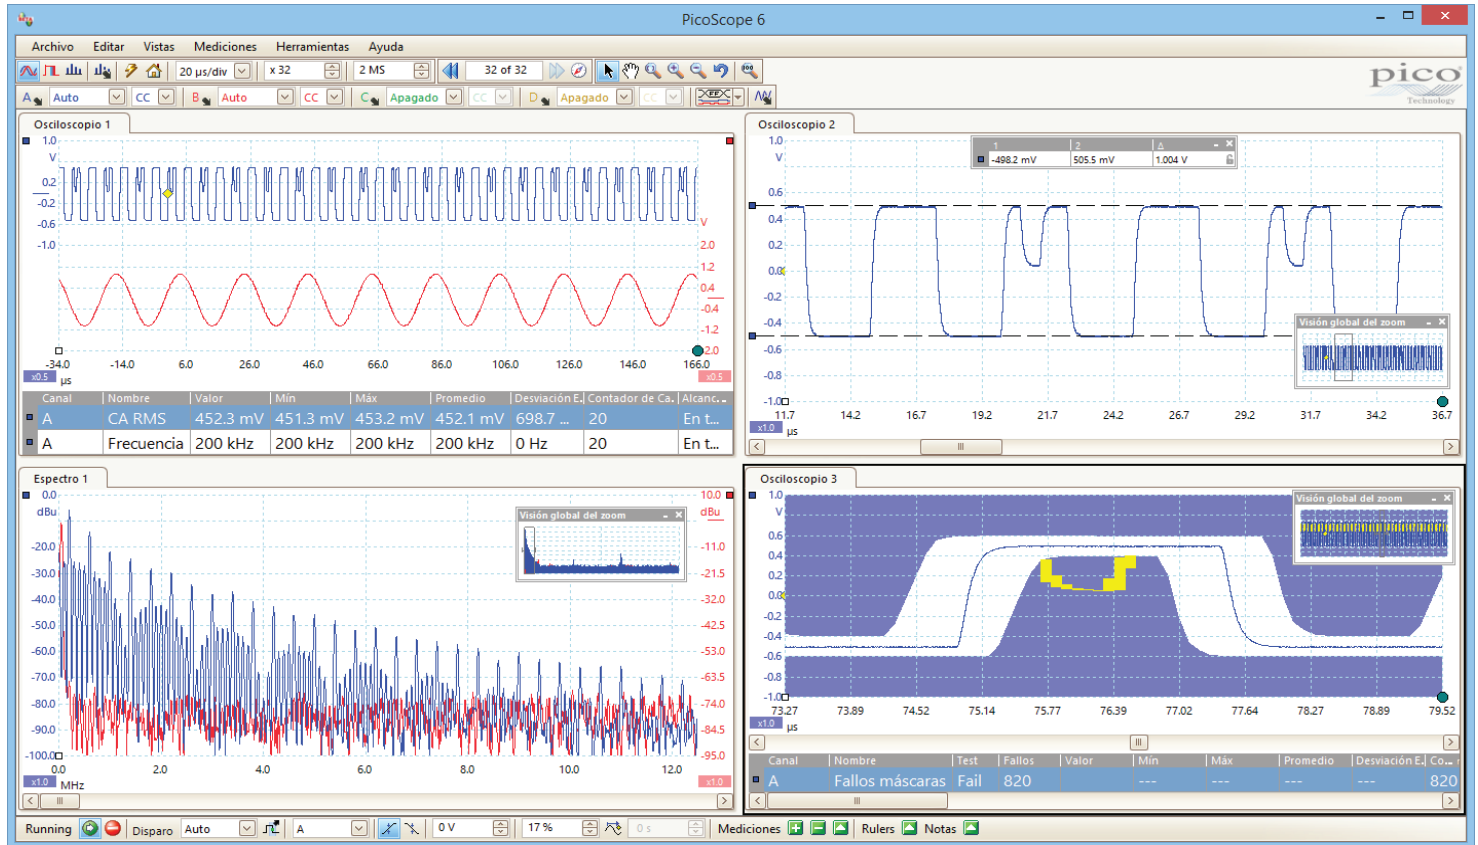 PicoScope 6
Archivo Editar Vistas Mediciones Herramientas Ayuda
20 µs/div x 32 2 MS 32 of 32
pico
Technology
A Auto CC B Auto CC C Apagado CC D Apagado CC
Osciloscopio 1
1.0
V
0.2
-0.2
-0.6
-1.0
V
2.0
1.2
0.4
-0.4
-1.2
-2.0
-34.0 -14.0 6.0 26.0 46.0 66.0 86.0 106.0 126.0 146.0 166.0
x0.5 µs x0.5
Canal Nombre Valor Mín Máx Promedio Desviación E. Contador de Ca. Alcanc...
A CA RMS 452.3 mV 451.3 mV 453.2 mV 452.1 mV 698.7 ... 20 En t...
A Frecuencia 200 kHz 200 kHz 200 kHz 200 kHz 0 Hz 20 En t...
Osciloscopio 2
1.0
V
0.6
0.4
0.2
0.0
-0.2
-0.4
-0.6
-0.8
-1.0
1 2 Δ
-498.2 mV 505.5 mV 1.004 V
Visión global del zoom
11.7 14.2 16.7 19.2 21.7 24.2 26.7 29.2 31.7 34.2 36.7
x1.0 µs
Espectro 1
0.0
dBu
-20.0
-30.0
-40.0
-50.0
-60.0
-70.0
-80.0
-90.0
-100.0
10.0
dBu
-11.0
-21.5
-32.0
-42.5
-53.0
-63.5
-74.0
-84.5
-95.0
Visión global del zoom
0.0 2.0 4.0 6.0 8.0 10.0 12.0
x1.0 MHz x1.0
Osciloscopio 3
1.0
V
0.6
0.4
0.2
0.0
-0.2
-0.4
-0.6
-0.8
-1.0
Visión global del zoom
73.27 73.89 74.52 75.14 75.77 76.39 77.02 77.64 78.27 78.89 79.52
x1.0 µs
Canal Nombre Test Fallos Valor Mín Máx Promedio Desviación E. Co...
A Fallos máscaras Fail 820 --- --- --- --- 820
Running Disparo Auto A 0 V 17 % 0 s Mediciones Rulers Notas